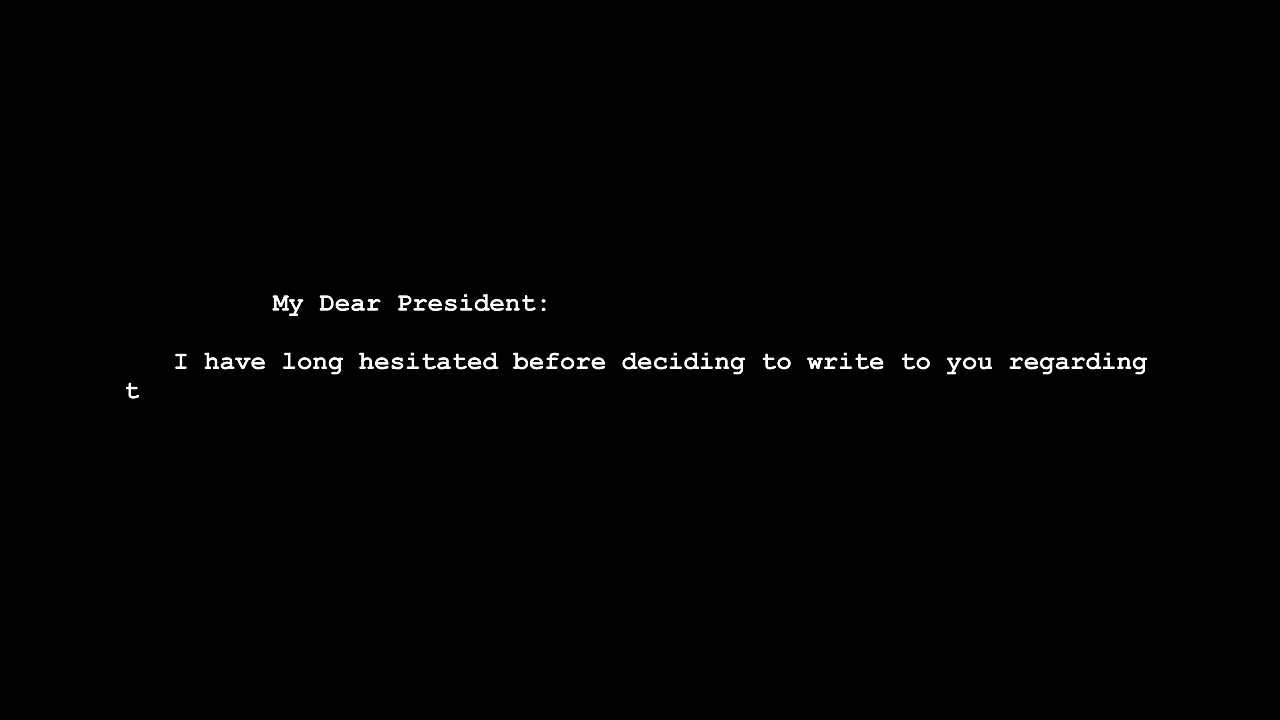 My Dear President:
I have long hesitated before deciding to write to you regarding
t